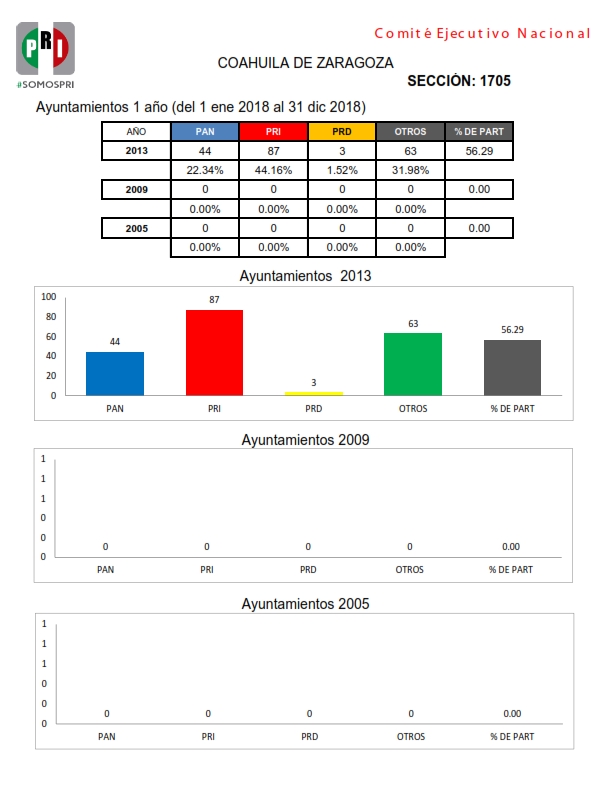 Comité Ejecutivo Nacional
PRI
#SOMOSPRI
COAHUILA DE ZARAGOZA
SECCIÒN: 1705
Ayuntamientos 1 año (del 1 ene 2018 al 31 dic 2018)
AÑO PAN PRI PRD OTROS % DE PART
2013 44 87 3 63 56.29
22.34% 44.16% 1.52% 31.98%
2009 0 0 0 0 0.00
0.00% 0.00% 0.00% 0.00%
2005 0 0 0 0 0.00
0.00% 0.00% 0.00% 0.00%
Ayuntamientos 2013
100
80
60
40
20
0
44 87 3 63 56.29
PAN PRI PRD OTROS % DE PART
Ayuntamientos 2009
1
1
1
0
0
0
0 0 0 0 0.00
PAN PRI PRD OTROS % DE PART
Ayuntamientos 2005
1
1
1
0
0
0
0 0 0 0 0.00
PAN PRI PRD OTROS % DE PART